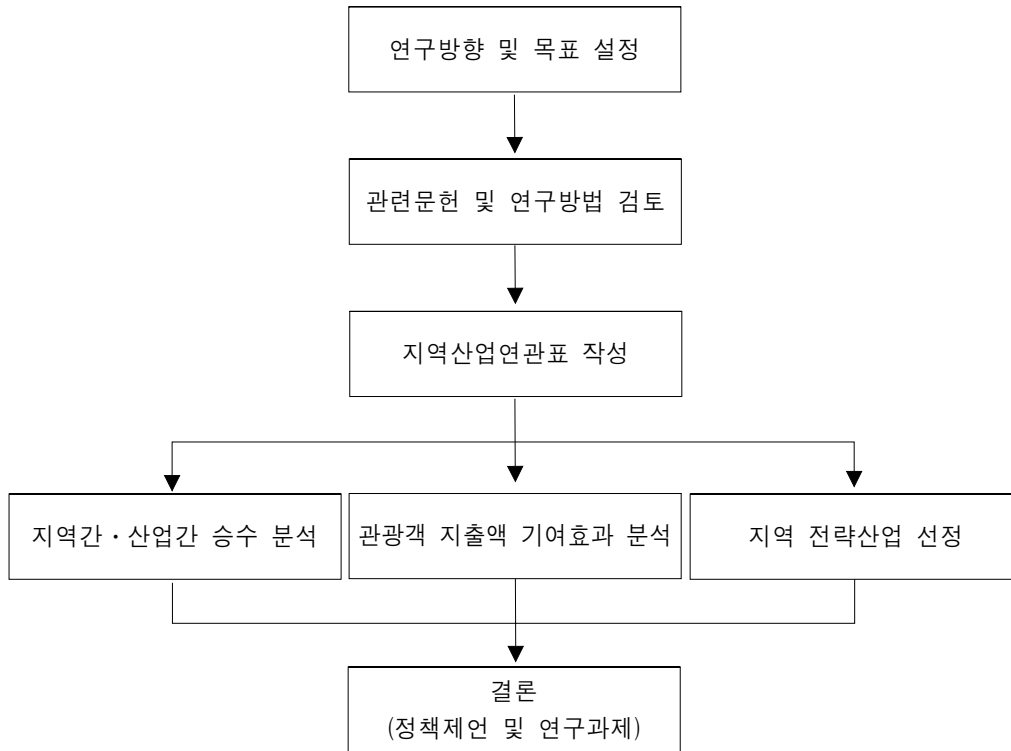 연구방향 및 목표 설정
관련문헌 및 연구방법 검토
지역산업연관표 작성
지역간·산업간 승수 분석
관광객 지출액 기여효과 분석
지역 전략산업 선정
결론
(정책제언 및 연구과제)